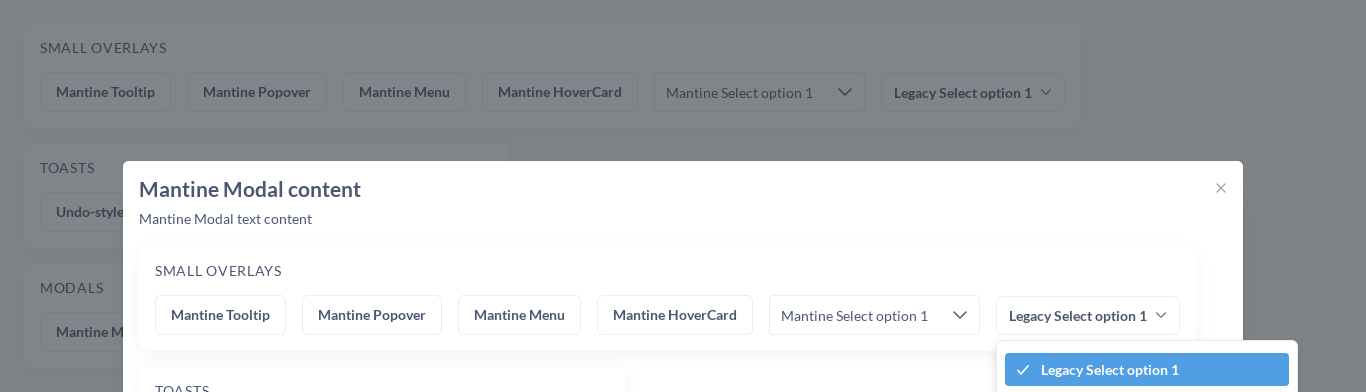 SMALL OVERLAYS
Mantine Tooltip Mantine Popover Mantine Menu Mantine HoverCard Mantine Select option 1 Legacy Select option 1
TOASTS
Undo-style
MODALS
Mantine M
Mantine Modal content
Mantine Modal text content
SMALL OVERLAYS
Mantine Tooltip Mantine Popover Mantine Menu Mantine HoverCard Mantine Select option 1 Legacy Select option 1
Legacy Select option 1
TOASTS